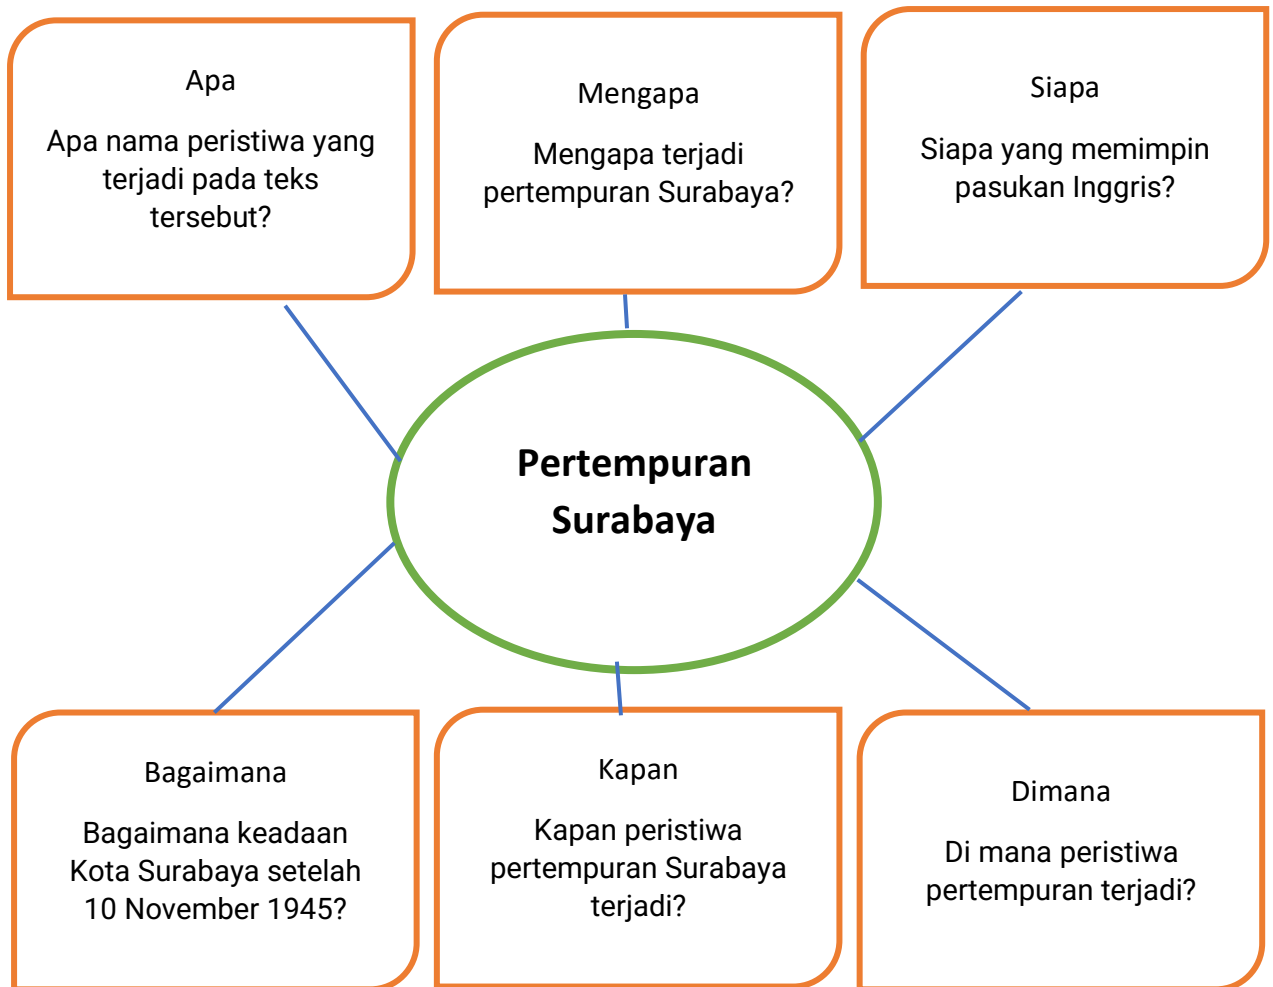 Apa
Apa nama peristiwa yang
terjadi pada teks
tersebut?
Mengapa
Mengapa terjadi
pertempuran Surabaya?
Siapa
Siapa yang memimpin
pasukan Inggris?
Pertempuran
Surabaya
Bagaimana
Bagaimana keadaan
Kota Surabaya setelah
10 November 1945?
Kapan
Kapan peristiwa
pertempuran Surabaya
terjadi?
Dimana
Di mana peristiwa
pertempuran terjadi?